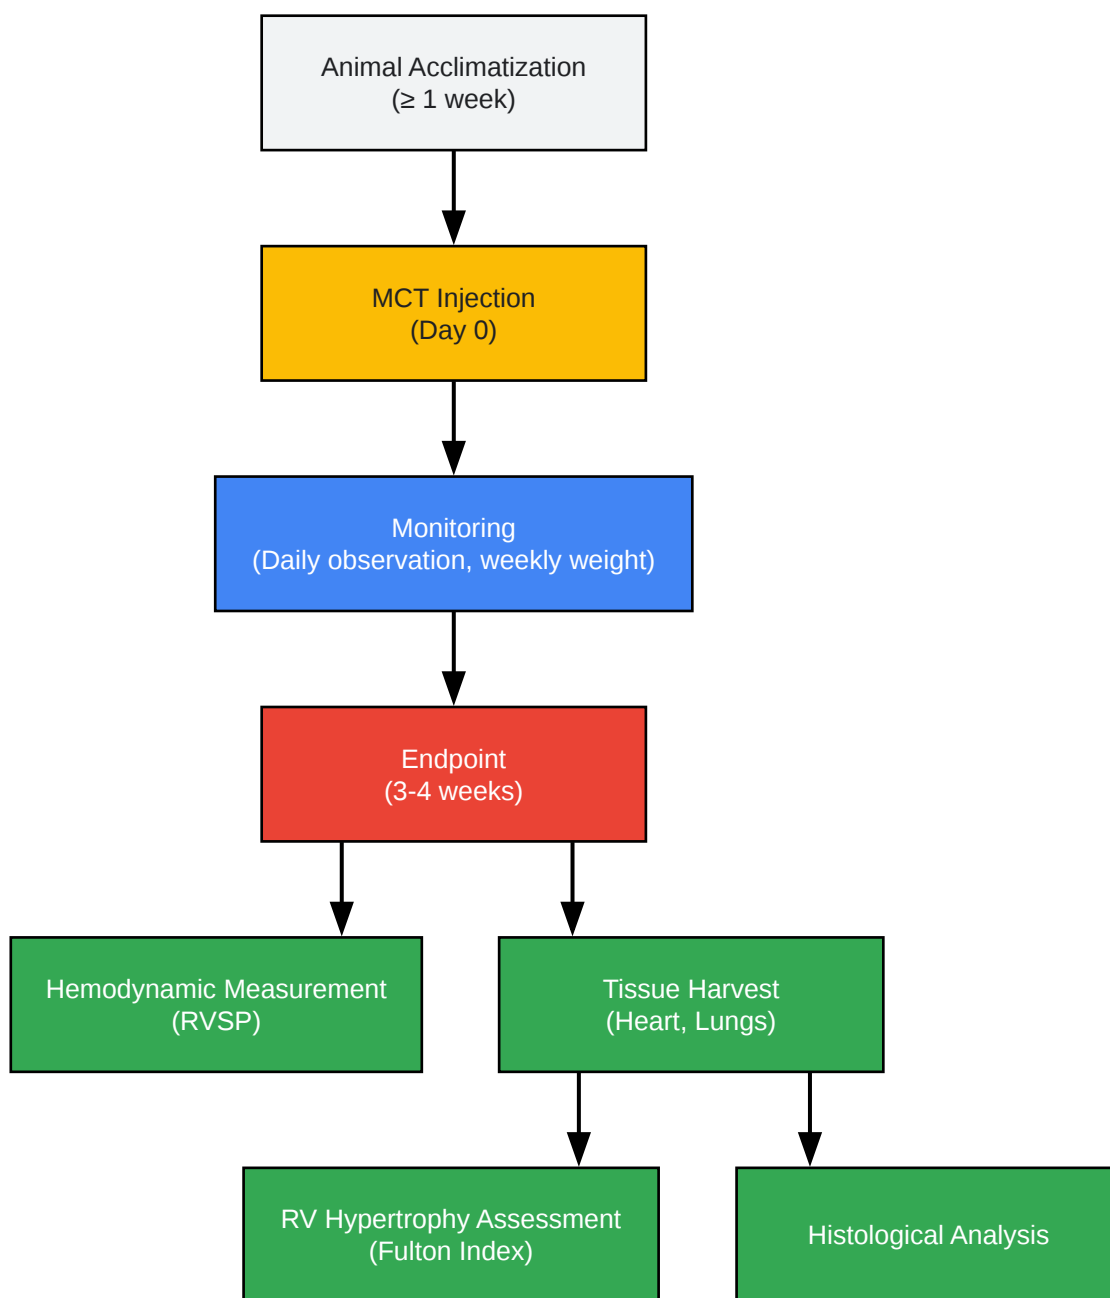 Animal Acclimatization
(≥ 1 week)
MCT Injection
(Day 0)
Monitoring
(Daily observation, weekly weight)
Endpoint
(3-4 weeks)
Hemodynamic Measurement
(RVSP)
Tissue Harvest
(Heart, Lungs)
RV Hypertrophy Assessment
(Fulton Index)
Histological Analysis